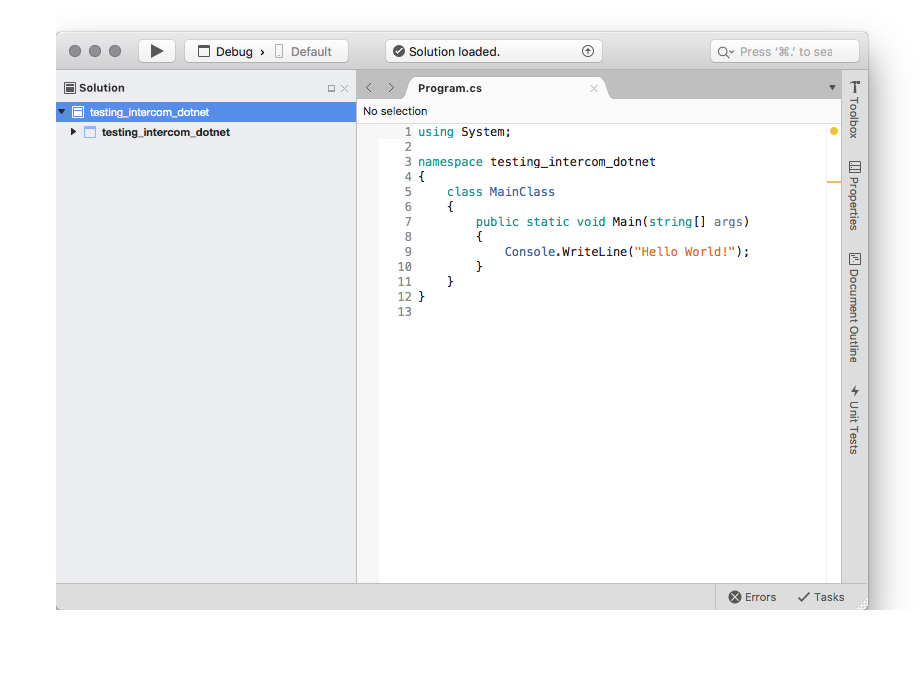 Debug › Default
Solution loaded.
Press '⌘.' to sea
Solution
testing_intercom_dotnet
testing_intercom_dotnet
Program.cs
No selection
1 using System;
2
3 namespace testing_intercom_dotnet
4 {
5     class MainClass
6     {
7         public static void Main(string[] args)
8         {
9             Console.WriteLine("Hello World!");
10         }
11     }
12 }
13
Toolbox
Properties
Document Outline
Unit Tests
Errors
Tasks